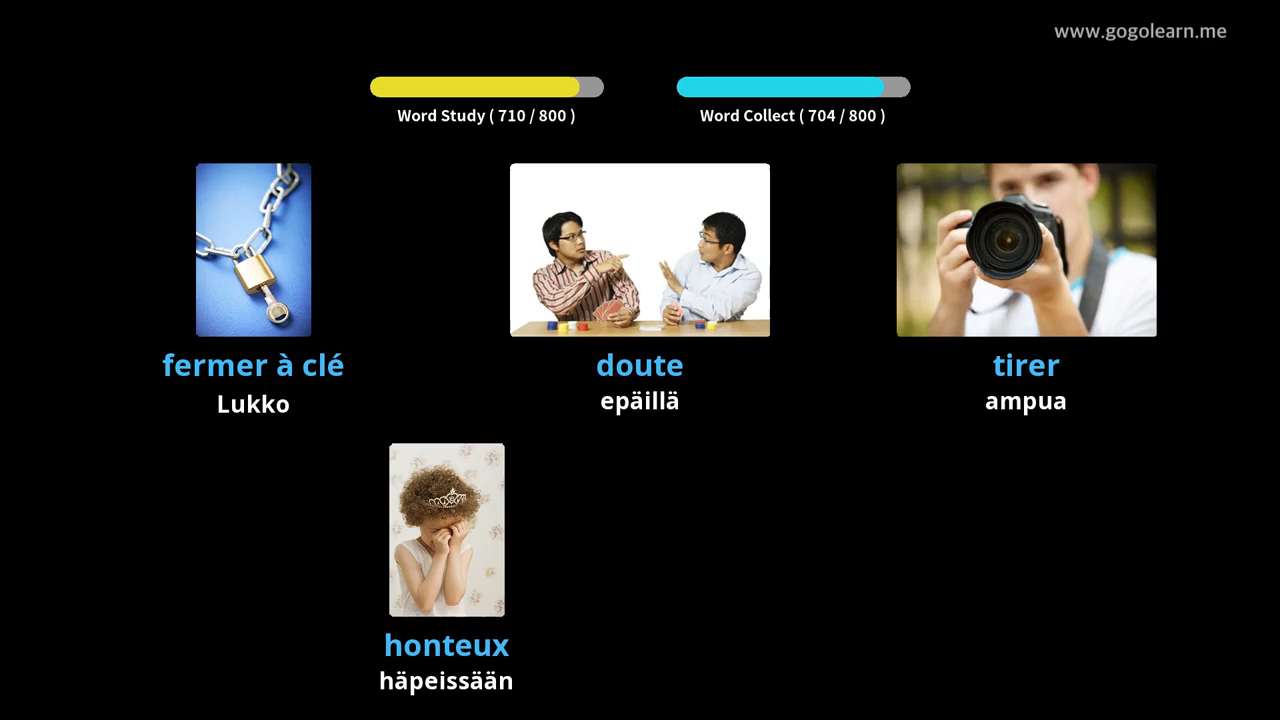 www.gogolearn.me
Word Study ( 710 / 800 )
Word Collect ( 704 / 800 )
fermer à clé
Lukko
doute
epäillä
tirer
ampua
honteux
häpeissään